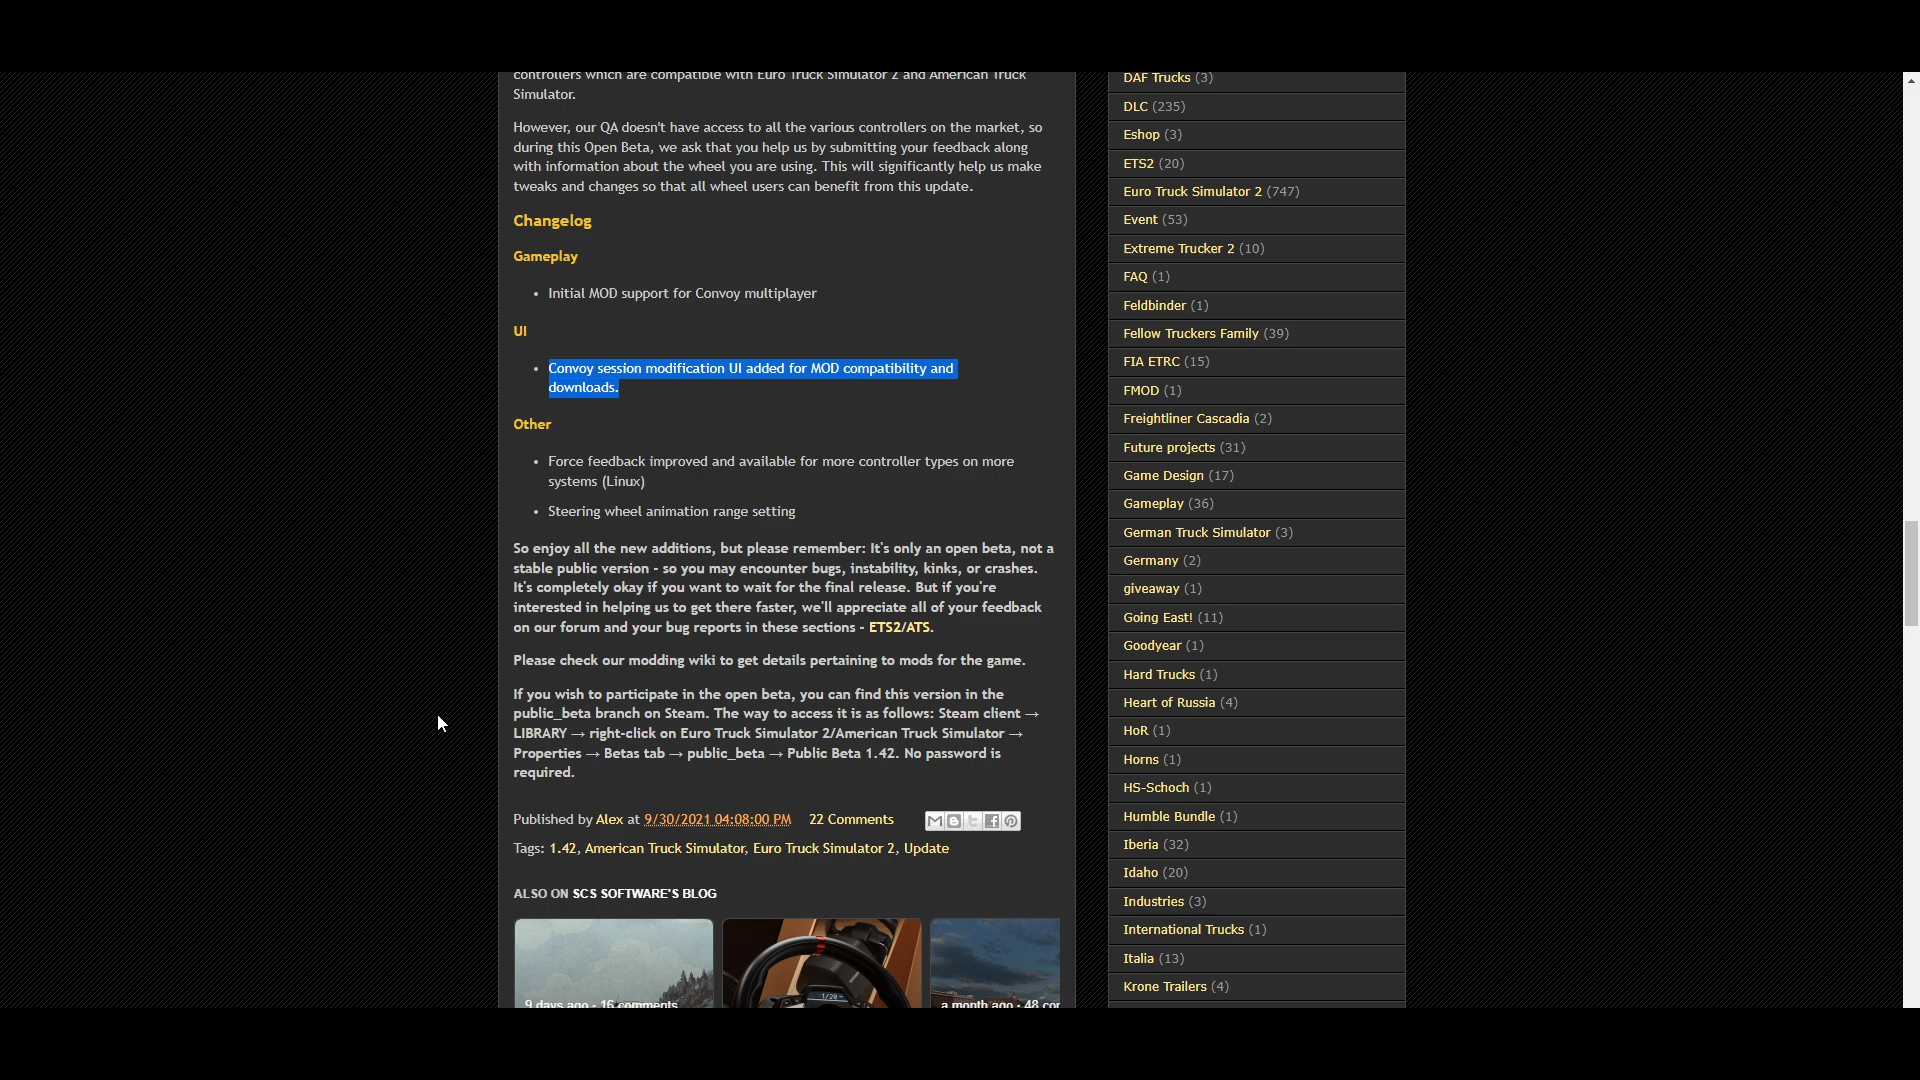 controllers which are compatible with Euro Truck Simulator 2 and American Truck
Simulator.
However, our QA doesn't have access to all the various controllers on the market, so
during this Open Beta, we ask that you help us by submitting your feedback along
with information about the wheel you are using. This will significantly help us make
tweaks and changes so that all wheel users can benefit from this update.
Changelog
Gameplay
• Initial MOD support for Convoy multiplayer
UI
• Convoy session modification UI added for MOD compatibility and
downloads.
Other
• Force feedback improved and available for more controller types on more
systems (Linux)
• Steering wheel animation range setting
So enjoy all the new additions, but please remember: It's only an open beta, not a
stable public version - so you may encounter bugs, instability, kinks, or crashes.
It's completely okay if you want to wait for the final release. But if you're
interested in helping us to get there faster, we'll appreciate all of your feedback
on our forum and your bug reports in these sections - ETS2/ATS.
Please check our modding wiki to get details pertaining to mods for the game.
If you wish to participate in the open beta, you can find this version in the
public_beta branch on Steam. The way to access it is as follows: Steam client →
LIBRARY → right-click on Euro Truck Simulator 2/American Truck Simulator →
Properties → Betas tab → public_beta → Public Beta 1.42. No password is
required.
Published by Alex at 9/30/2021 04:08:00 PM 22 Comments
Tags: 1.42, American Truck Simulator, Euro Truck Simulator 2, Update
ALSO ON SCS SOFTWARE'S BLOG
9 days ago · 16 comments
a month ago · 48 cor
DAF Trucks (3)
DLC (235)
Eshop (3)
ETS2 (20)
Euro Truck Simulator 2 (747)
Event (53)
Extreme Trucker 2 (10)
FAQ (1)
Feldbinder (1)
Fellow Truckers Family (39)
FIA ETRC (15)
FMOD (1)
Freightliner Cascadia (2)
Future projects (31)
Game Design (17)
Gameplay (36)
German Truck Simulator (3)
Germany (2)
giveaway (1)
Going East! (11)
Goodyear (1)
Hard Trucks (1)
Heart of Russia (4)
HoR (1)
Horns (1)
HS-Schoch (1)
Humble Bundle (1)
Iberia (32)
Idaho (20)
Industries (3)
International Trucks (1)
Italia (13)
Krone Trailers (4)